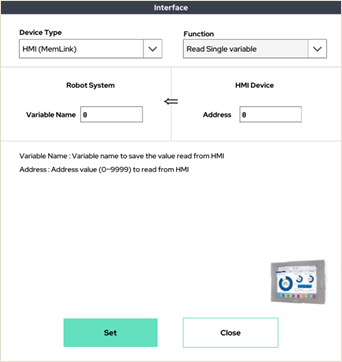 Interface
Device Type
Function
HMI (MemLink)
Read Single variable
Robot System
HMI Device
Variable Name
0
Address
0
Variable Name : Variable name to save the value read from HMI
Address : Address value (0~9999) to read from HMI
Set
Close